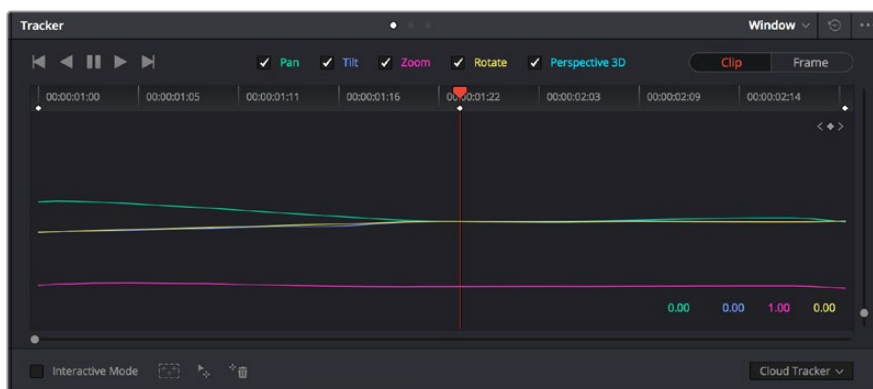 Tracker
Window
Pan Tilt Zoom Rotate Perspective 3D Clip Frame
00:00:01:00 00:00:01:05 00:00:01:11 00:00:01:16 00:00:01:22 00:00:02:03 00:00:02:09 00:00:02:14
0.00 0.00 1.00 0.00
Interactive Mode Cloud Tracker